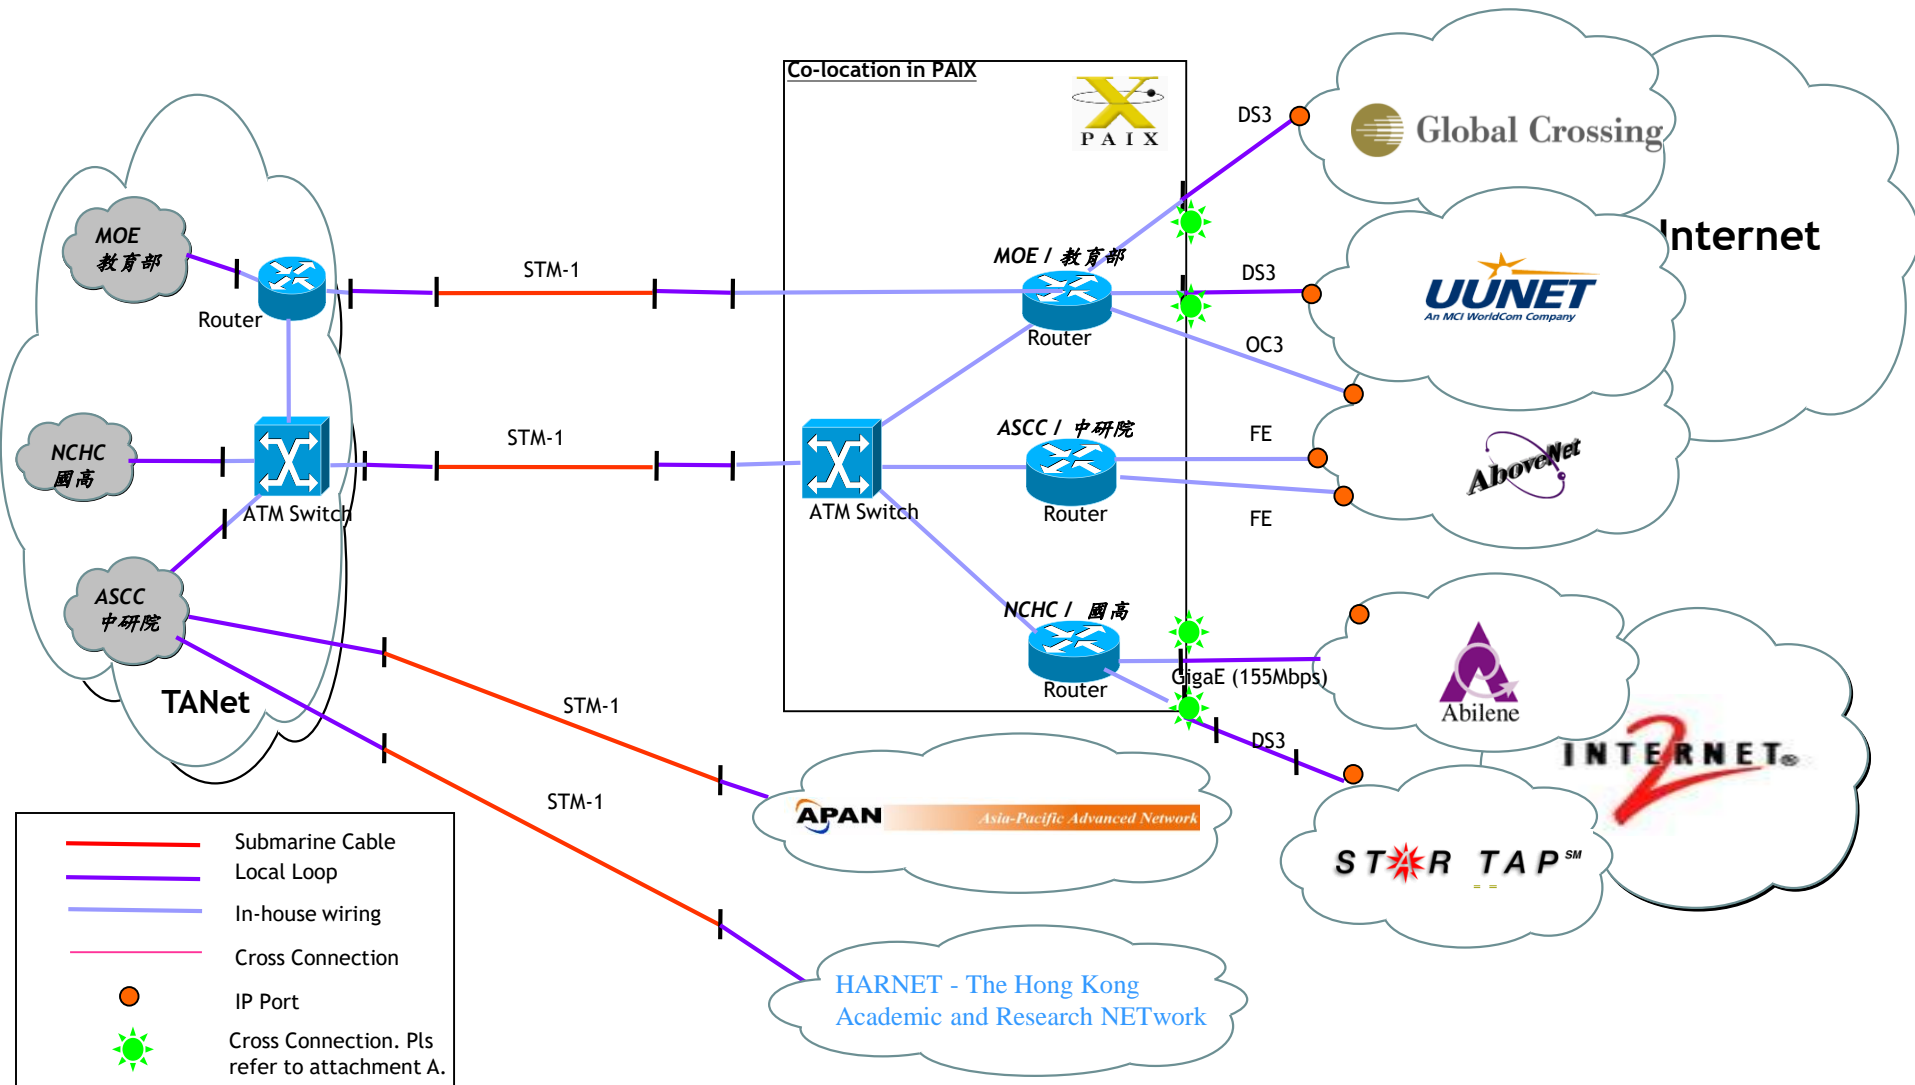 Co-location in PAIX
PAIX
DS3
Global Crossing
Internet
MOE
教育部
Router
STM-1
MOE / 教育部
Router
DS3
UUNET
An MCI WorldCom Company
OC3
NCHC
國高
ATM Switch
STM-1
ATM Switch
ASCC / 中研院
Router
FE
FE
AboveNet
ASCC
中研院
TANet
NCHC / 國高
Router
GigaE (155Mbps)
DS3
Abilene
INTERNET®
2
STAR TAP SM
STM-1
APAN
Asia-Pacific Advanced Network
STM-1
HARNET - The Hong Kong
Academic and Research NETwork
Submarine Cable
Local Loop
In-house wiring
Cross Connection
IP Port
Cross Connection. Pls
refer to attachment A.